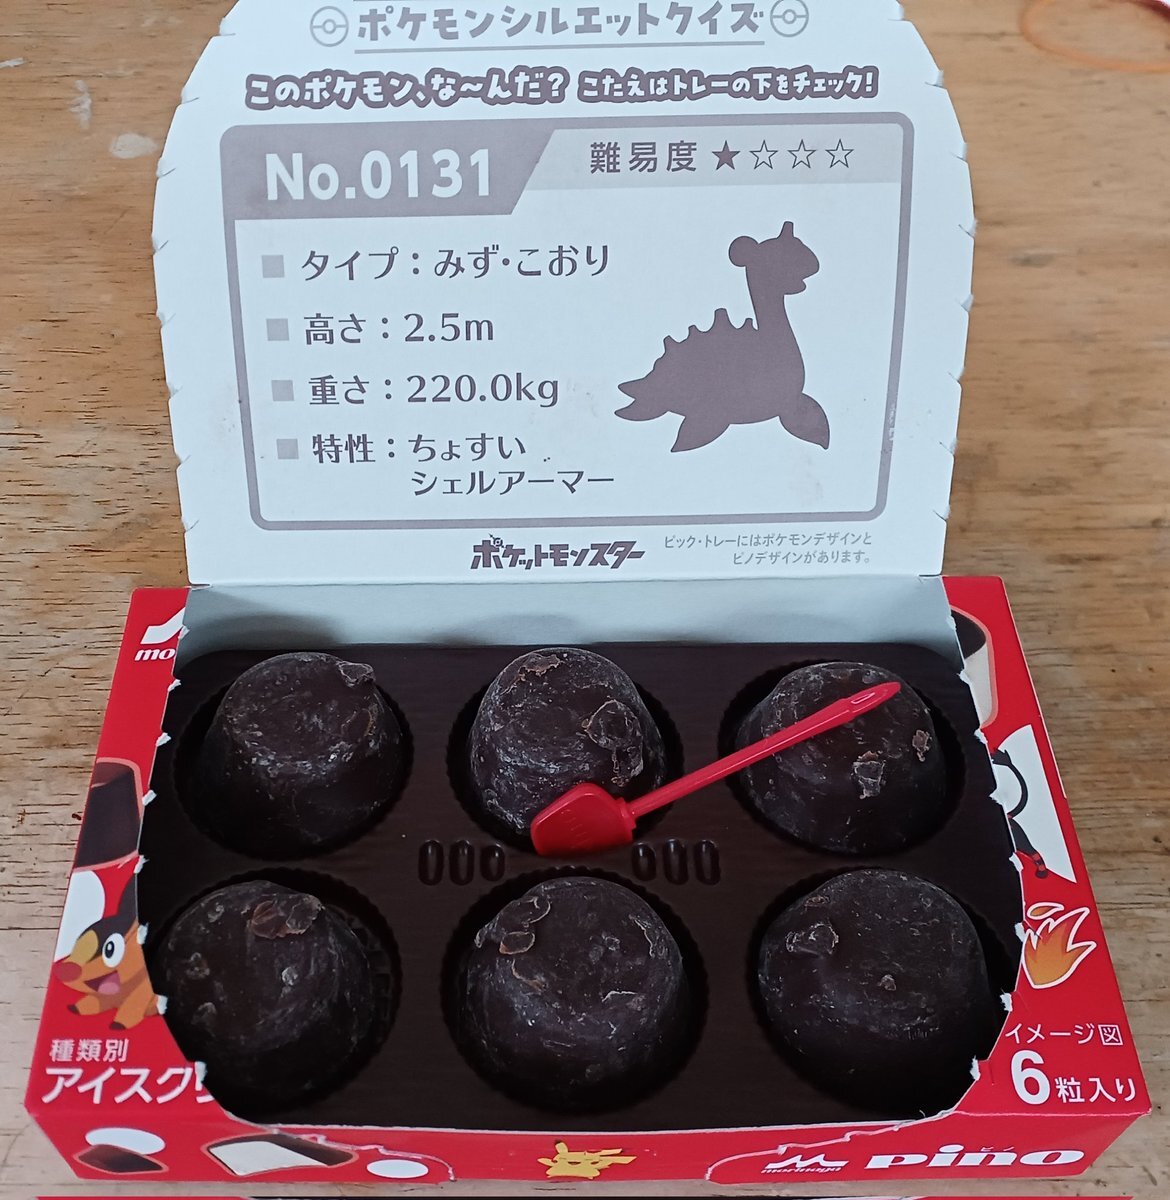 ポケモンシルエットクイズ
このポケモン、な〜んだ? こたえはトレーの下をチェック!
No.0131
難易度★☆☆☆
タイプ：みず・こおり
高さ：2.5m
重さ：220.0kg
特性：ちょすい
シェルアーマー
ポケットモンスター
ピック・トレーにはポケモンデザインと
ピノデザインがあります。
種類別
アイスク
イメージ図
6粒入り
morinaga
pino